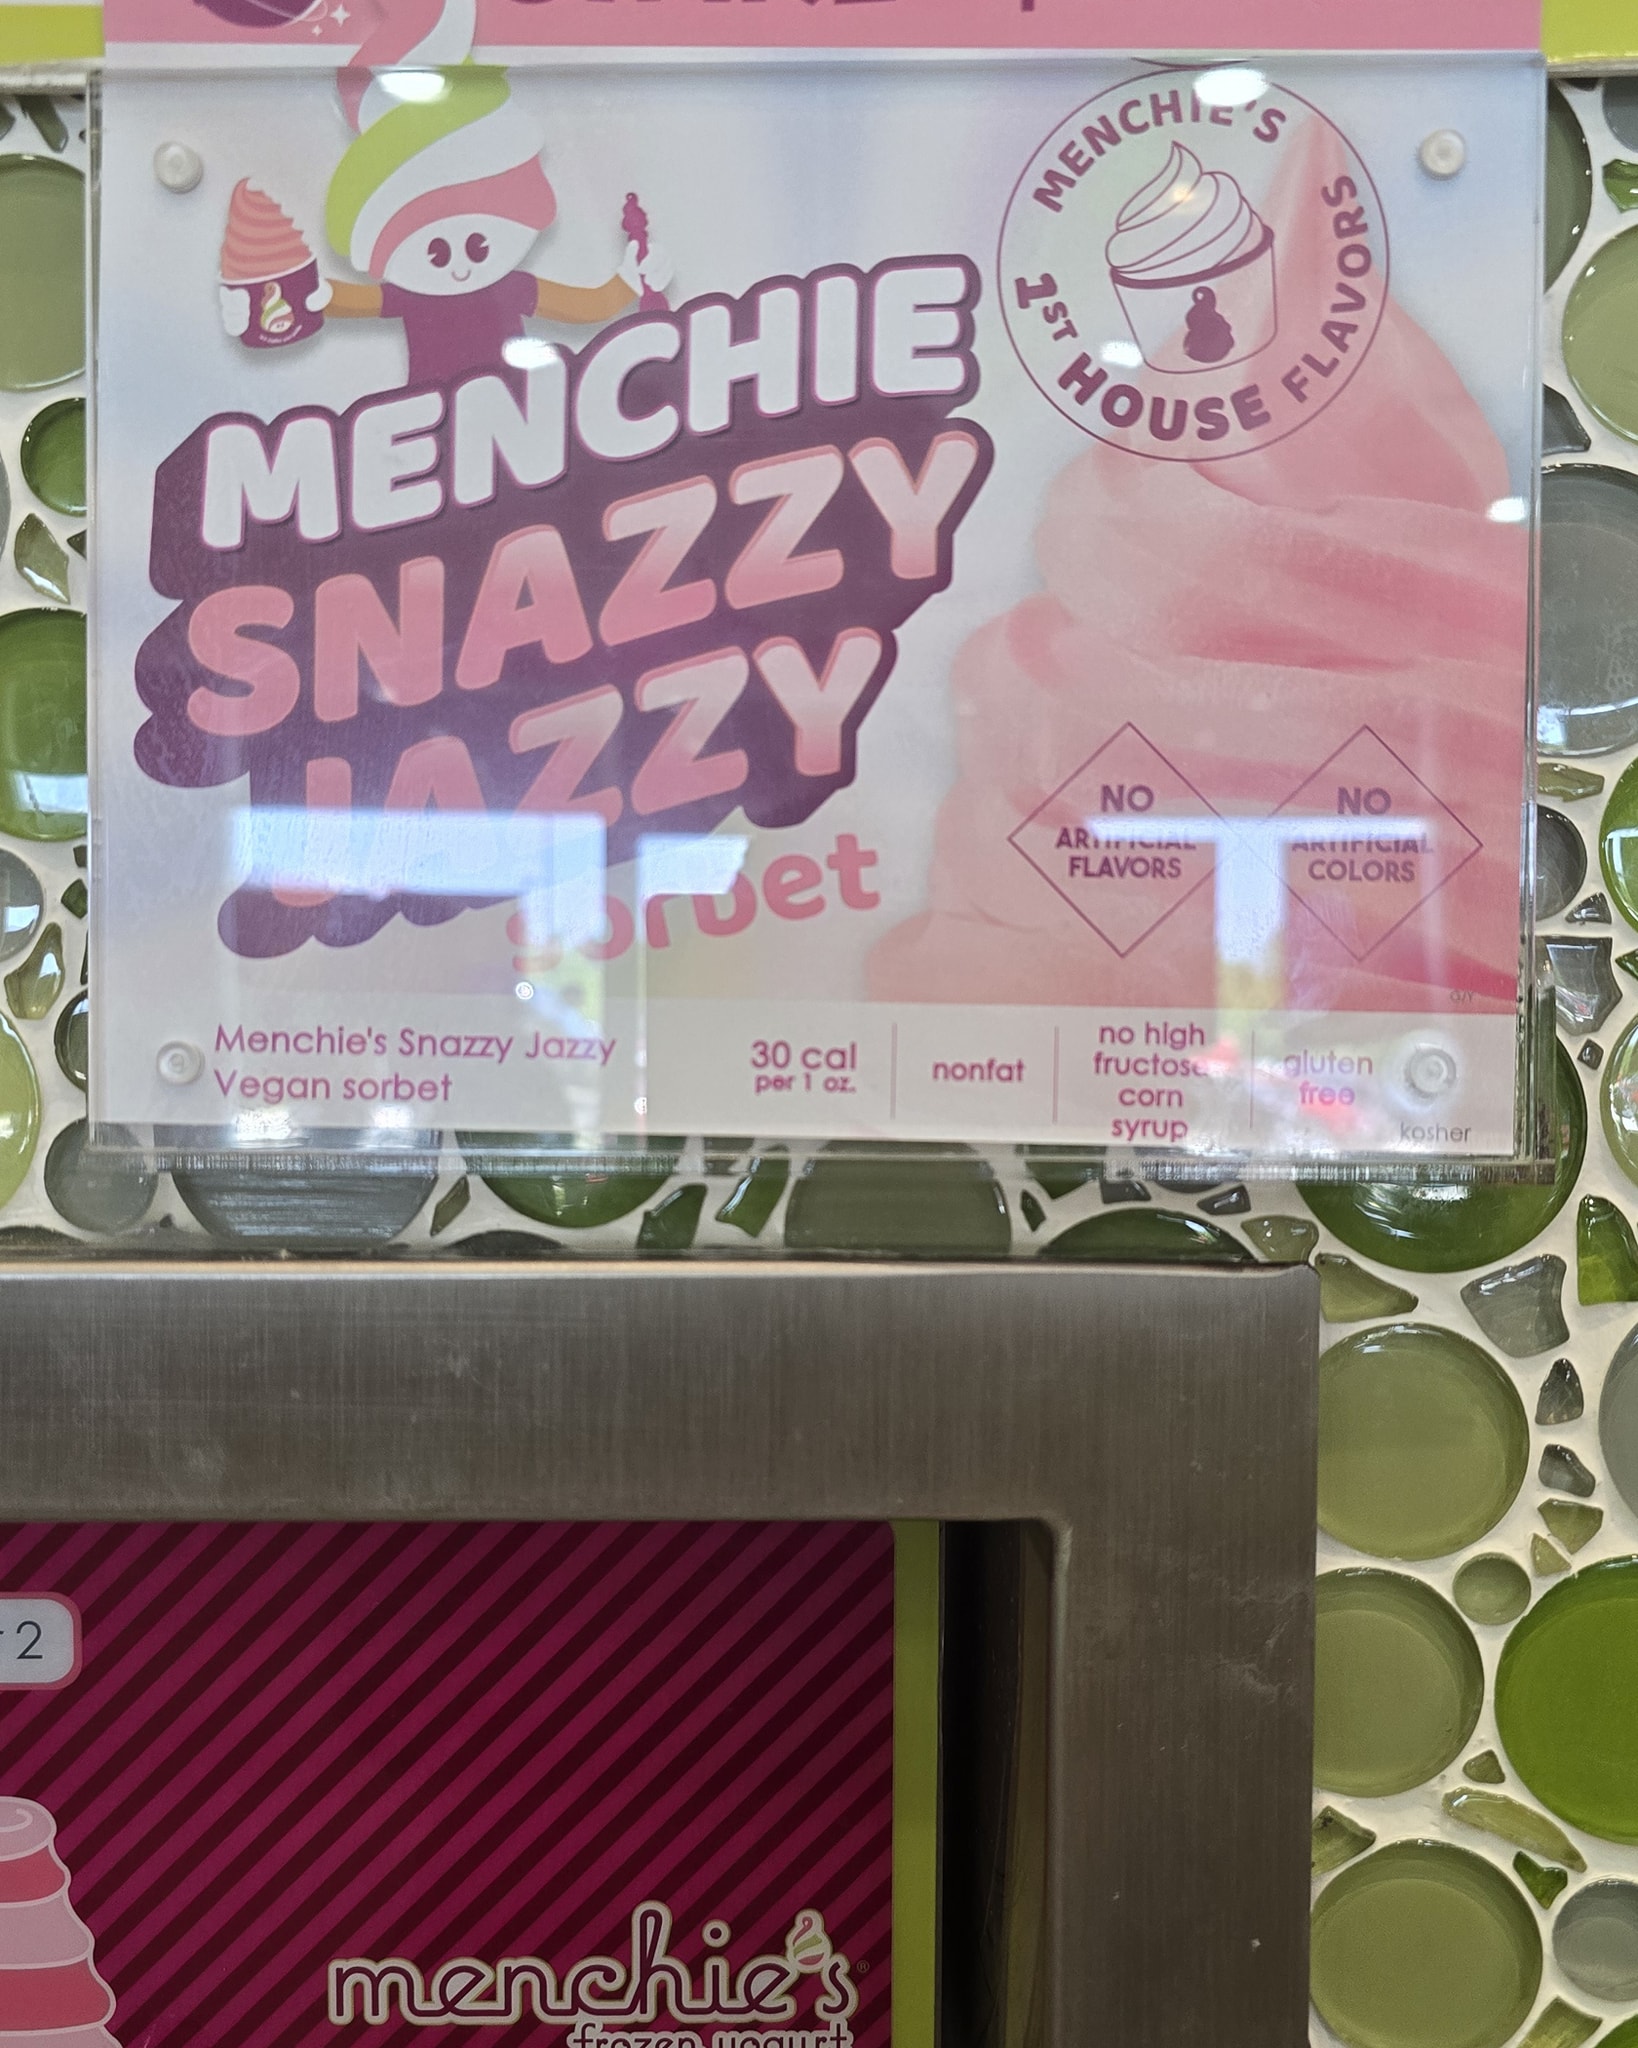 MENCHIE'S
1ST HOUSE FLAVORS
MENCHIE
SNAZZY
JAZZY
sorbet
NO
ARTIFICIAL
FLAVORS
NO
ARTIFICIAL
COLORS
Menchie's Snazzy Jazzy
Vegan sorbet
30 cal
per 1 oz.
nonfat
no high
fructose
corn
syrup
gluten
free
kosher
2
menchie's®
frozen yogurt